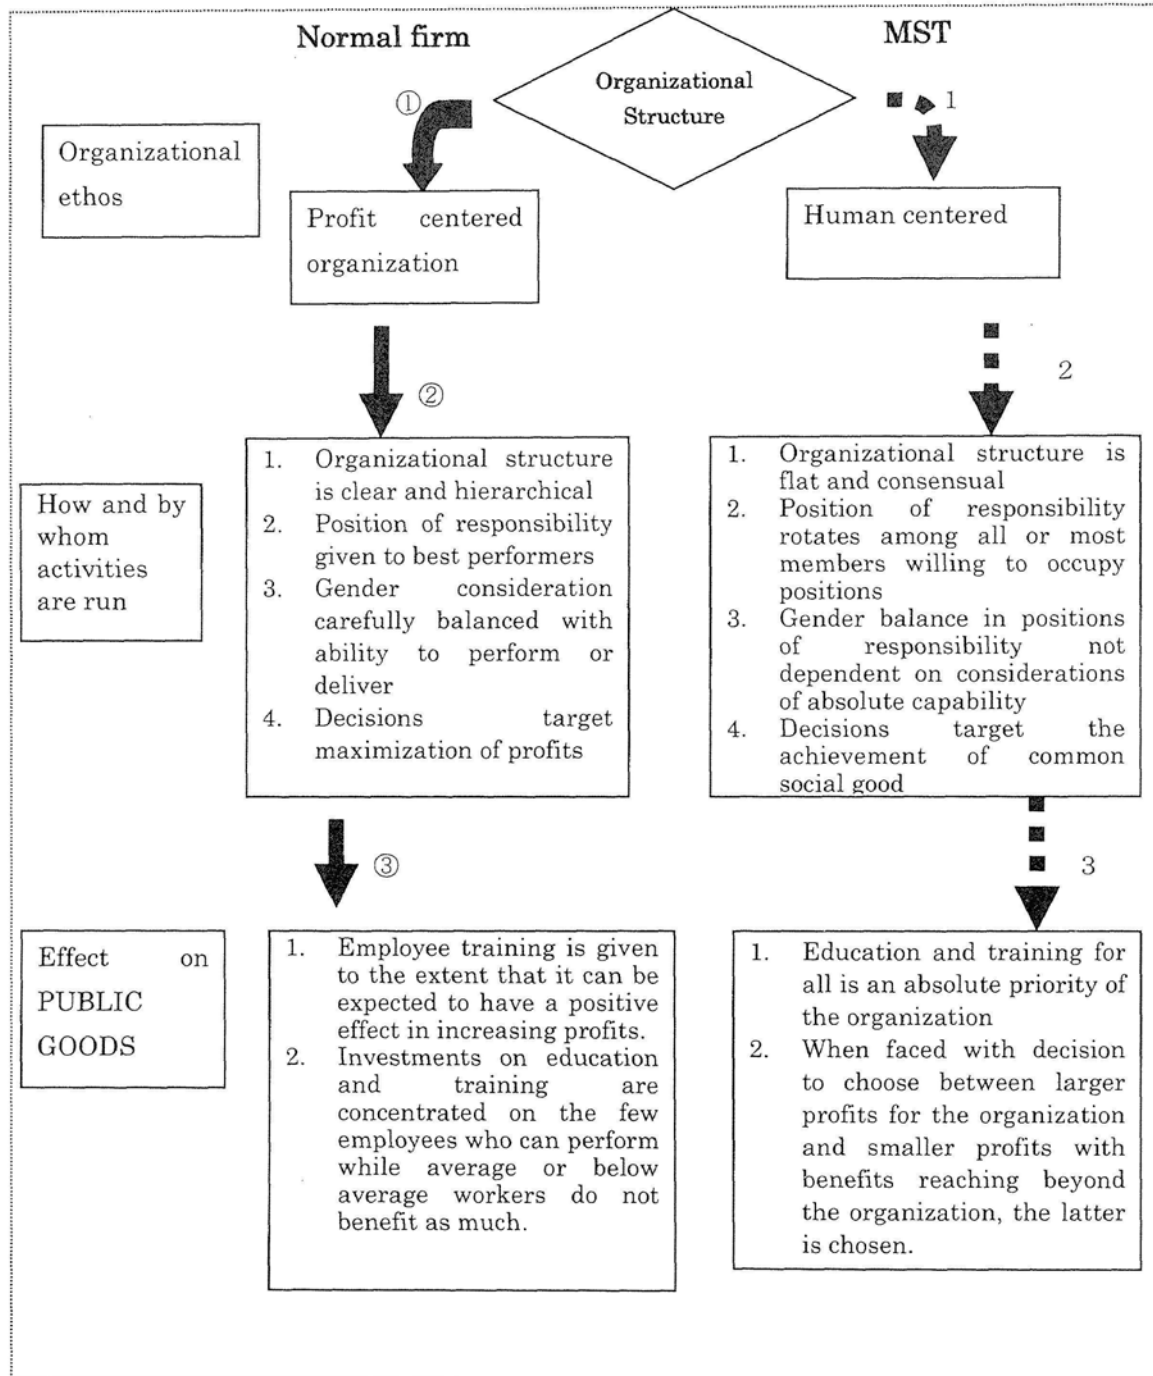 Normal firm
MST
Organizational
Structure
①
1
Organizational
ethos
Profit centered
organization
Human centered
②
2
How and by
whom
activities
are run
1. Organizational structure
is clear and hierarchical
2. Position of responsibility
given to best performers
3. Gender consideration
carefully balanced with
ability to perform or
deliver
4. Decisions target
maximization of profits
1. Organizational structure is
flat and consensual
2. Position of responsibility
rotates among all or most
members willing to occupy
positions
3. Gender balance in positions
of responsibility not
dependent on considerations
of absolute capability
4. Decisions target the
achievement of common
social good
③
3
Effect on
PUBLIC
GOODS
1. Employee training is given
to the extent that it can be
expected to have a positive
effect in increasing profits.
2. Investments on education
and training are
concentrated on the few
employees who can perform
while average or below
average workers do not
benefit as much.
1. Education and training for
all is an absolute priority of
the organization
2. When faced with decision
to choose between larger
profits for the organization
and smaller profits with
benefits reaching beyond
the organization, the latter
is chosen.